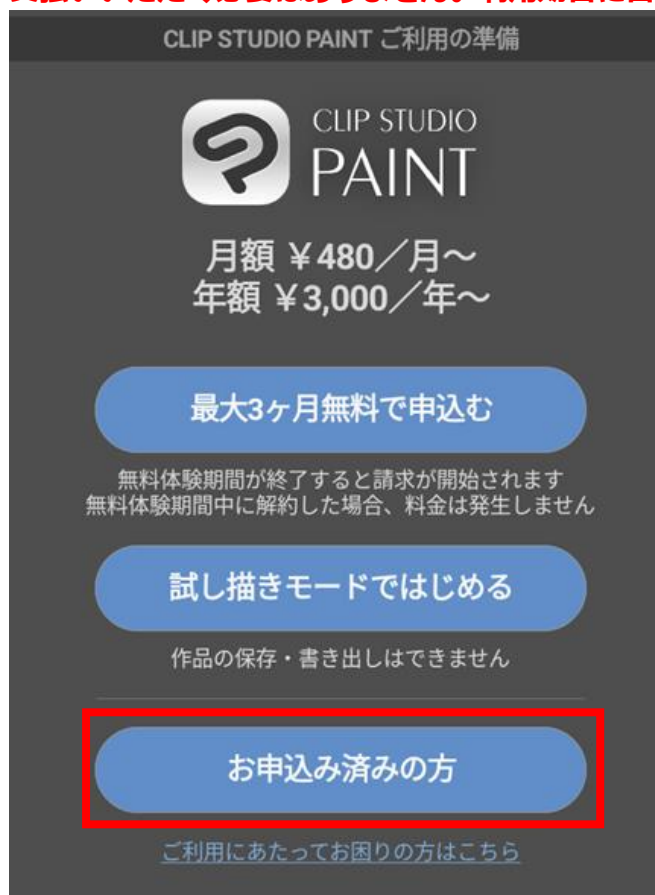 CLIP STUDIO PAINT ご利用の準備
CLIP STUDIO
PAINT
月額 ¥480／月〜
年額 ¥3,000／年〜
最大3ヶ月無料で申込む
無料体験期間が終了すると請求が開始されます
無料体験期間中に解約した場合、料金は発生しません
試し描きモードではじめる
作品の保存・書き出しはできません
お申込み済みの方
ご利用にあたってお困りの方はこちら